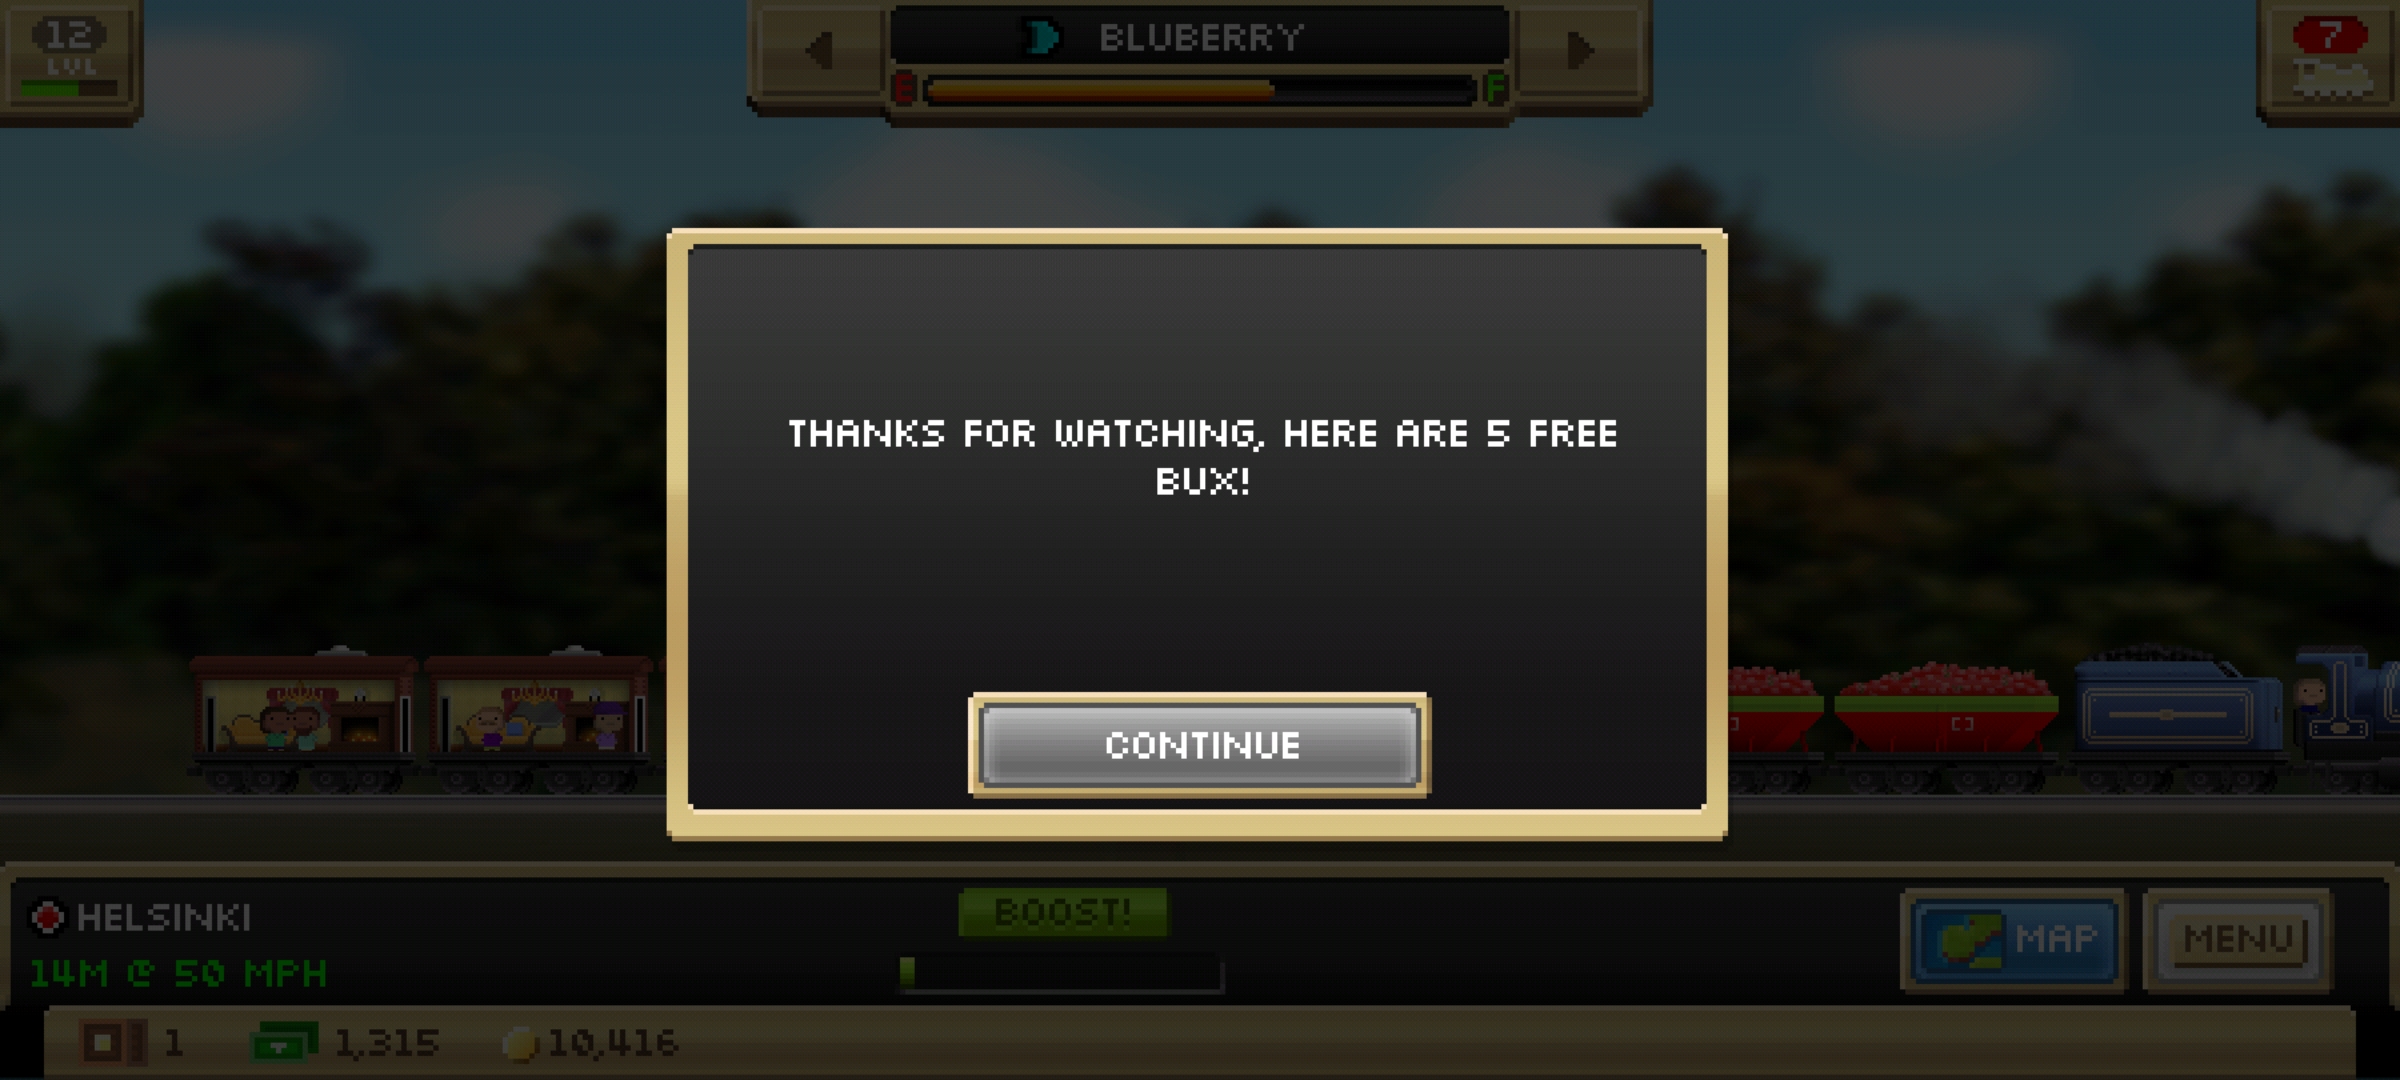 12
LVL
BLUBERRY
E
F
7
THANKS FOR WATCHING, HERE ARE 5 FREE
BUX!
CONTINUE
HELSINKI
14M @ 50 MPH
BOOST!
MAP
MENU
1
1,315
10,416